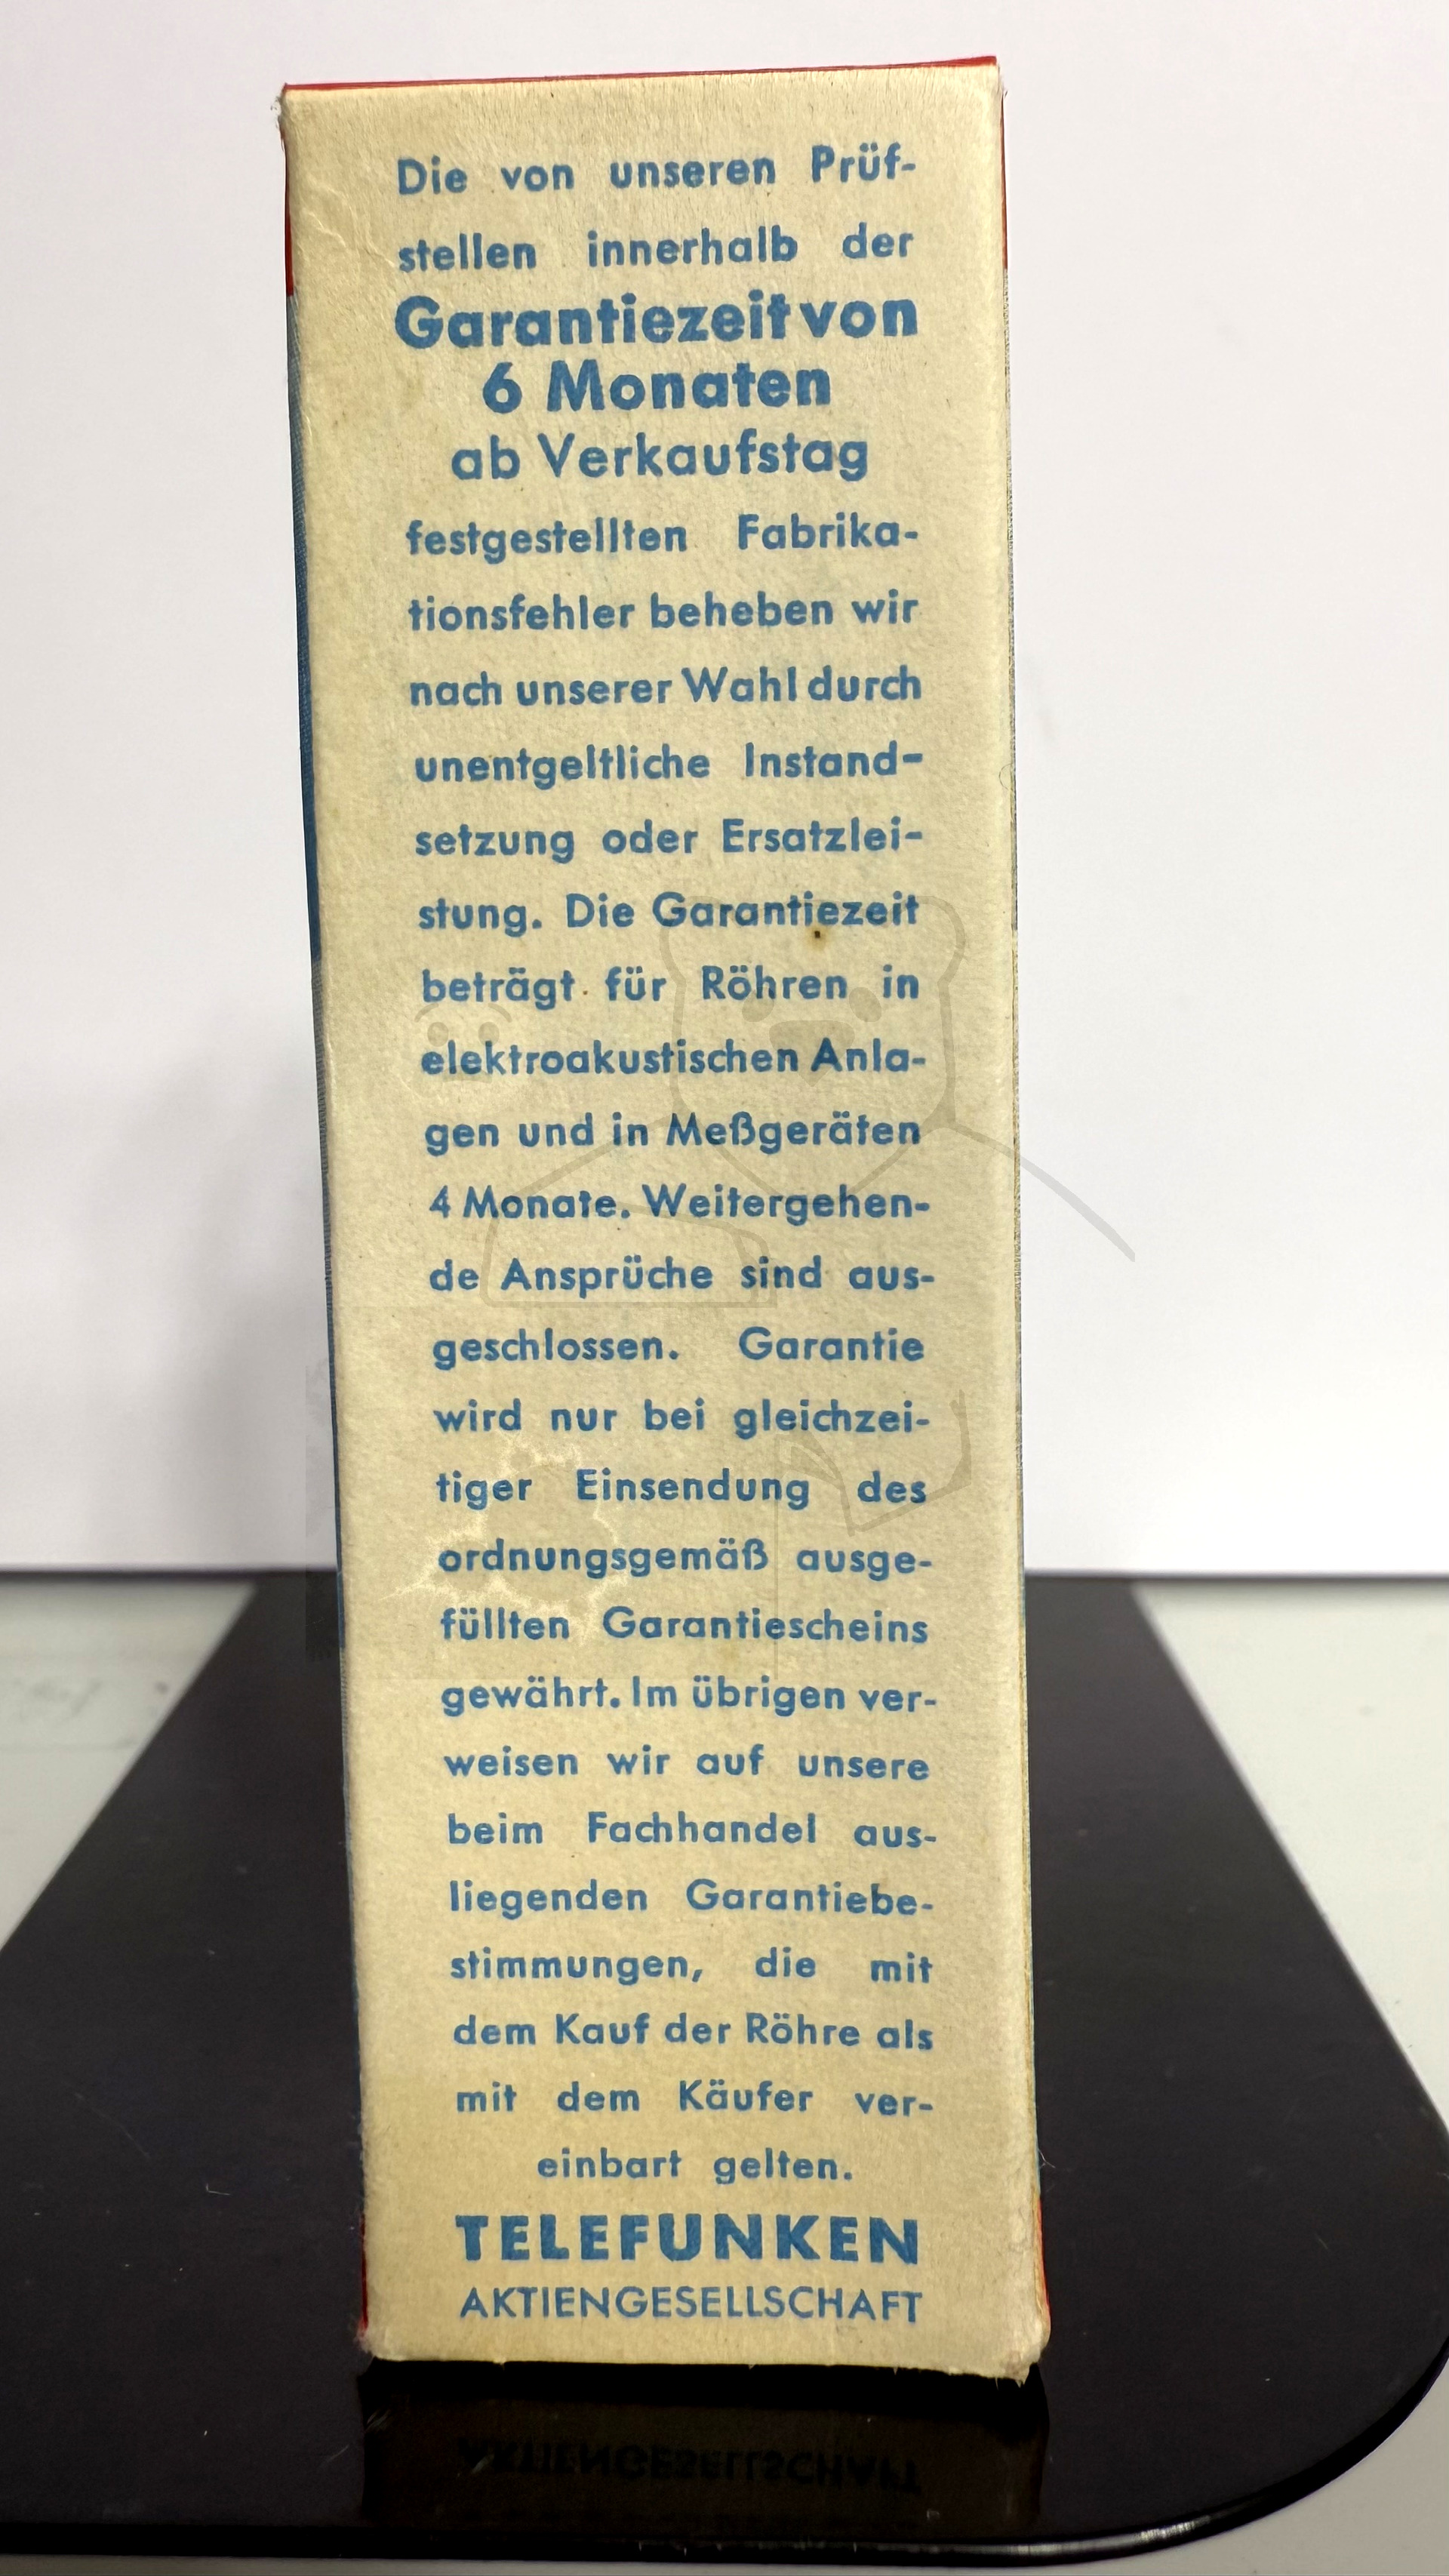 Die von unseren Prüf-
stellen innerhalb der
Garantiezeit von
6 Monaten
ab Verkaufstag
festgestellten Fabrika-
tionsfehler beheben wir
nach unserer Wahl durch
unentgeltliche Instand-
setzung oder Ersatzlei-
stung. Die Garantiezeit
beträgt für Röhren in
elektroakustischen Anla-
gen und in Meßgeräten
4 Monate. Weitergehen-
de Ansprüche sind aus-
geschlossen. Garantie
wird nur bei gleichzei-
tiger Einsendung des
ordnungsgemäß ausge-
füllten Garantiescheins
gewährt. Im übrigen ver-
weisen wir auf unsere
beim Fachhandel aus-
liegenden Garantiebe-
stimmungen, die mit
dem Kauf der Röhre als
mit dem Käufer ver-
einbart gelten.
TELEFUNKEN
AKTIENGESELLSCHAFT